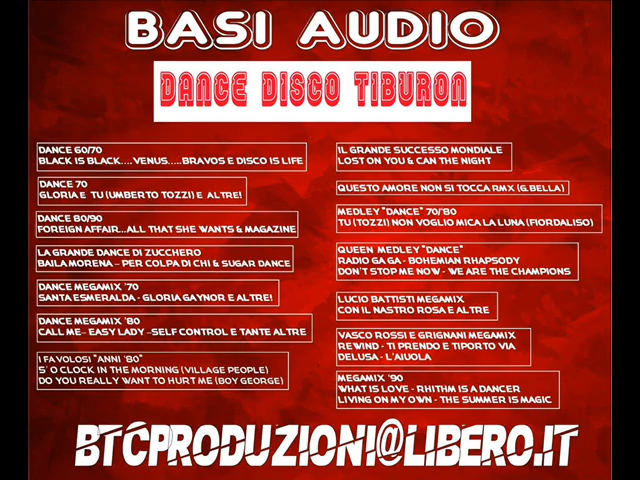 BASI AUDIO
DANCE DISCO TIBURON
DANCE 60/70
BLACK IS BLACK.... VENUS.....BRAVOS E DISCO IS LIFE
DANCE 70
GLORIA E TU (UMBERTO TOZZI) E ALTRE!
DANCE 80/90
FOREIGN AFFAIR...ALL THAT SHE WANTS & MAGAZINE
LA GRANDE DANCE DI ZUCCHERO
BAILA MORENA - PER COLPA DI CHI & SUGAR DANCE
DANCE MEGAMIX '70
SANTA ESMERALDA - GLORIA GAYNOR E ALTRE!
DANCE MEGAMIX '80
CALL ME- EASY LADY -SELF CONTROL E TANTE ALTRE
I FAVOLOSI "ANNI '80"
5' O CLOCK IN THE MORNING (VILLAGE PEOPLE)
DO YOU REALLY WANT TO HURT ME (BOY GEORGE)
IL GRANDE SUCCESSO MONDIALE
LOST ON YOU & CAN THE NIGHT
QUESTO AMORE NON SI TOCCA RMX (G.BELLA)
MEDLEY "DANCE" 70/'80
TU (TOZZI) NON VOGLIO MICA LA LUNA (FIORDALISO)
QUEEN MEDLEY "DANCE"
RADIO GA GA - BOHEMIAN RHAPSODY
DON'T STOP ME NOW - WE ARE THE CHAMPIONS
LUCIO BATTISTI MEGAMIX
CON IL NASTRO ROSA E ALTRE
VASCO ROSSI E GRIGNANI MEGAMIX
REWIND - TI PRENDO E TIPORTO VIA
DELUSA - L'AIUOLA
MEGAMIX '90
WHAT IS LOVE - RHITHM IS A DANCER
LIVING ON MY OWN - THE SUMMER IS MAGIC
BTCPRODUZIONI@LIBERO.IT